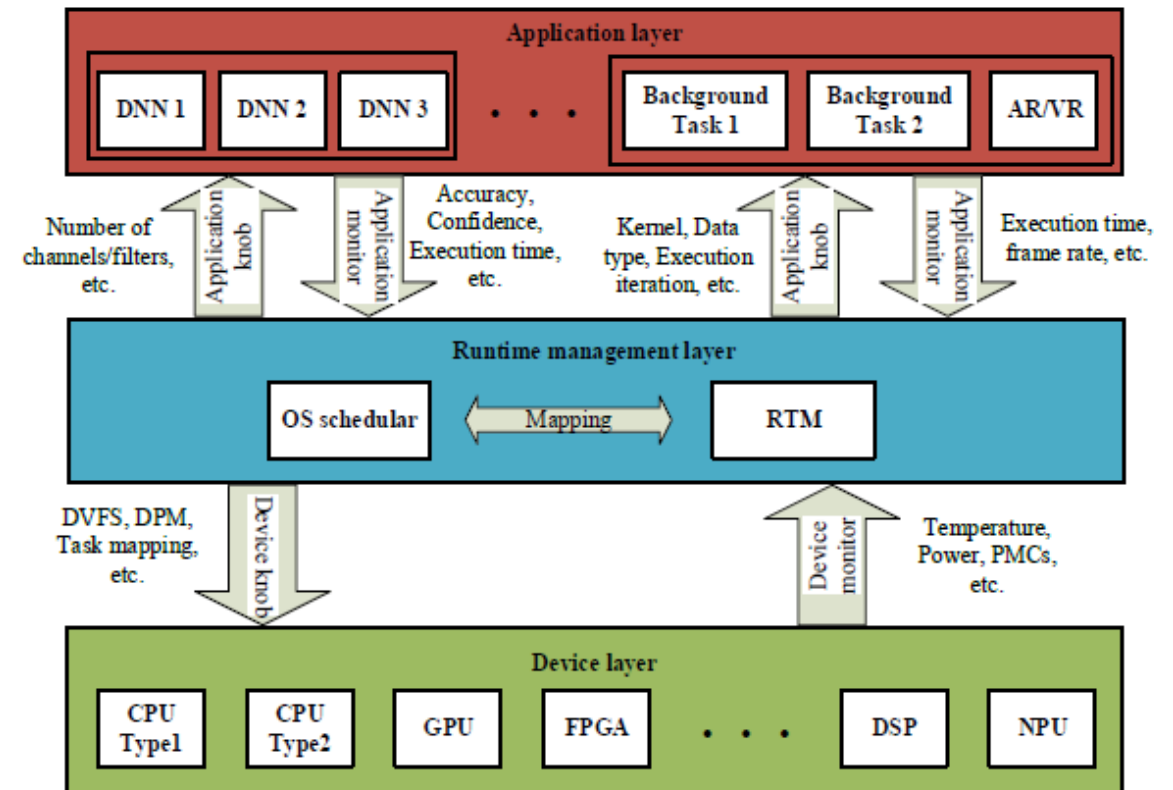 Application layer
DNN 1
DNN 2
DNN 3
. . .
Background
Task 1
Background
Task 2
AR/VR
Number of
channels/filters,
etc.
Application
knob
Application
monitor
Accuracy,
Confidence,
Execution time,
etc.
Kernel, Data
type, Execution
iteration, etc.
Application
knob
Application
monitor
Execution time,
frame rate, etc.
Runtime management layer
OS schedular
Mapping
RTM
DVFS, DPM,
Task mapping,
etc.
Device knob
Device
monitor
Temperature,
Power, PMCs,
etc.
Device layer
CPU
Type1
CPU
Type2
GPU
FPGA
. . .
DSP
NPU